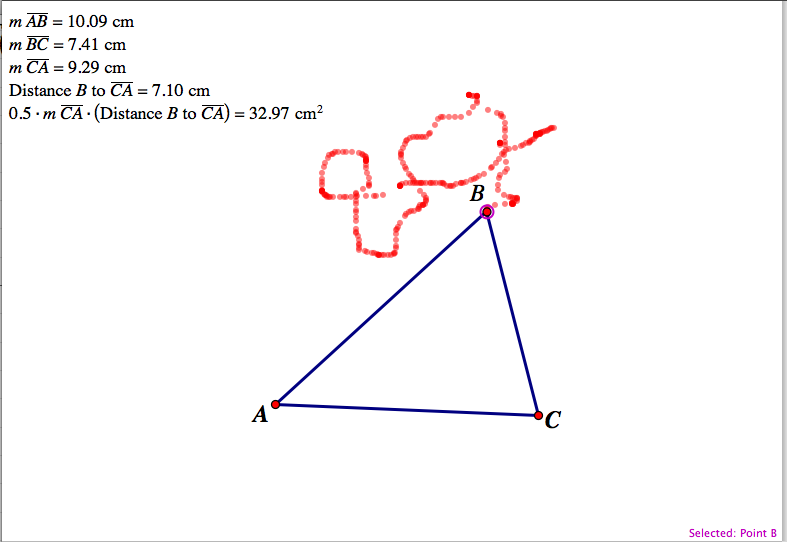 m AB = 10.09 cm
m BC = 7.41 cm
m CA = 9.29 cm
Distance B to CA = 7.10 cm
0.5 · m CA · (Distance B to CA) = 32.97 cm²
B
A
C
Selected: Point B